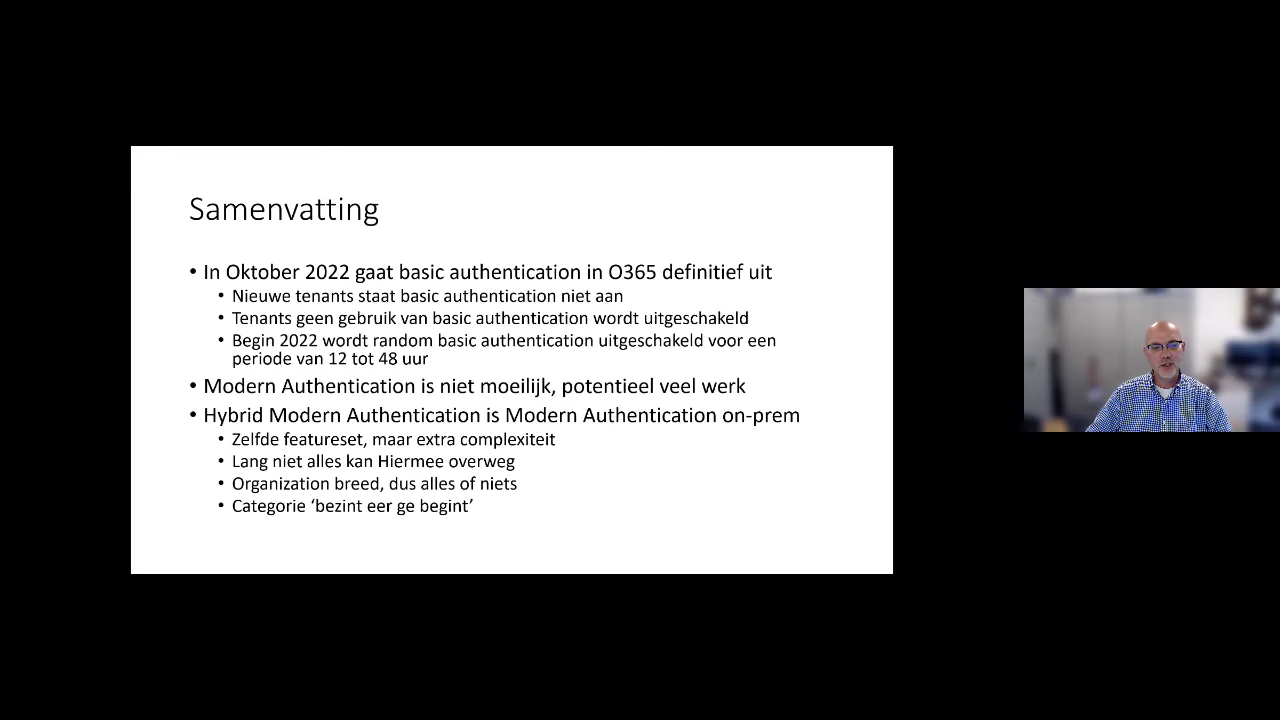 Samenvatting
• In Oktober 2022 gaat basic authentication in O365 definitief uit
• Nieuwe tenants staat basic authentication niet aan
• Tenants geen gebruik van basic authentication wordt uitgeschakeld
• Begin 2022 wordt random basic authentication uitgeschakeld voor een
periode van 12 tot 48 uur
• Modern Authentication is niet moeilijk, potentieel veel werk
• Hybrid Modern Authentication is Modern Authentication on-prem
• Zelfde featureset, maar extra complexiteit
• Lang niet alles kan Hiermee overweg
• Organization breed, dus alles of niets
• Categorie ‘bezint eer ge begint’